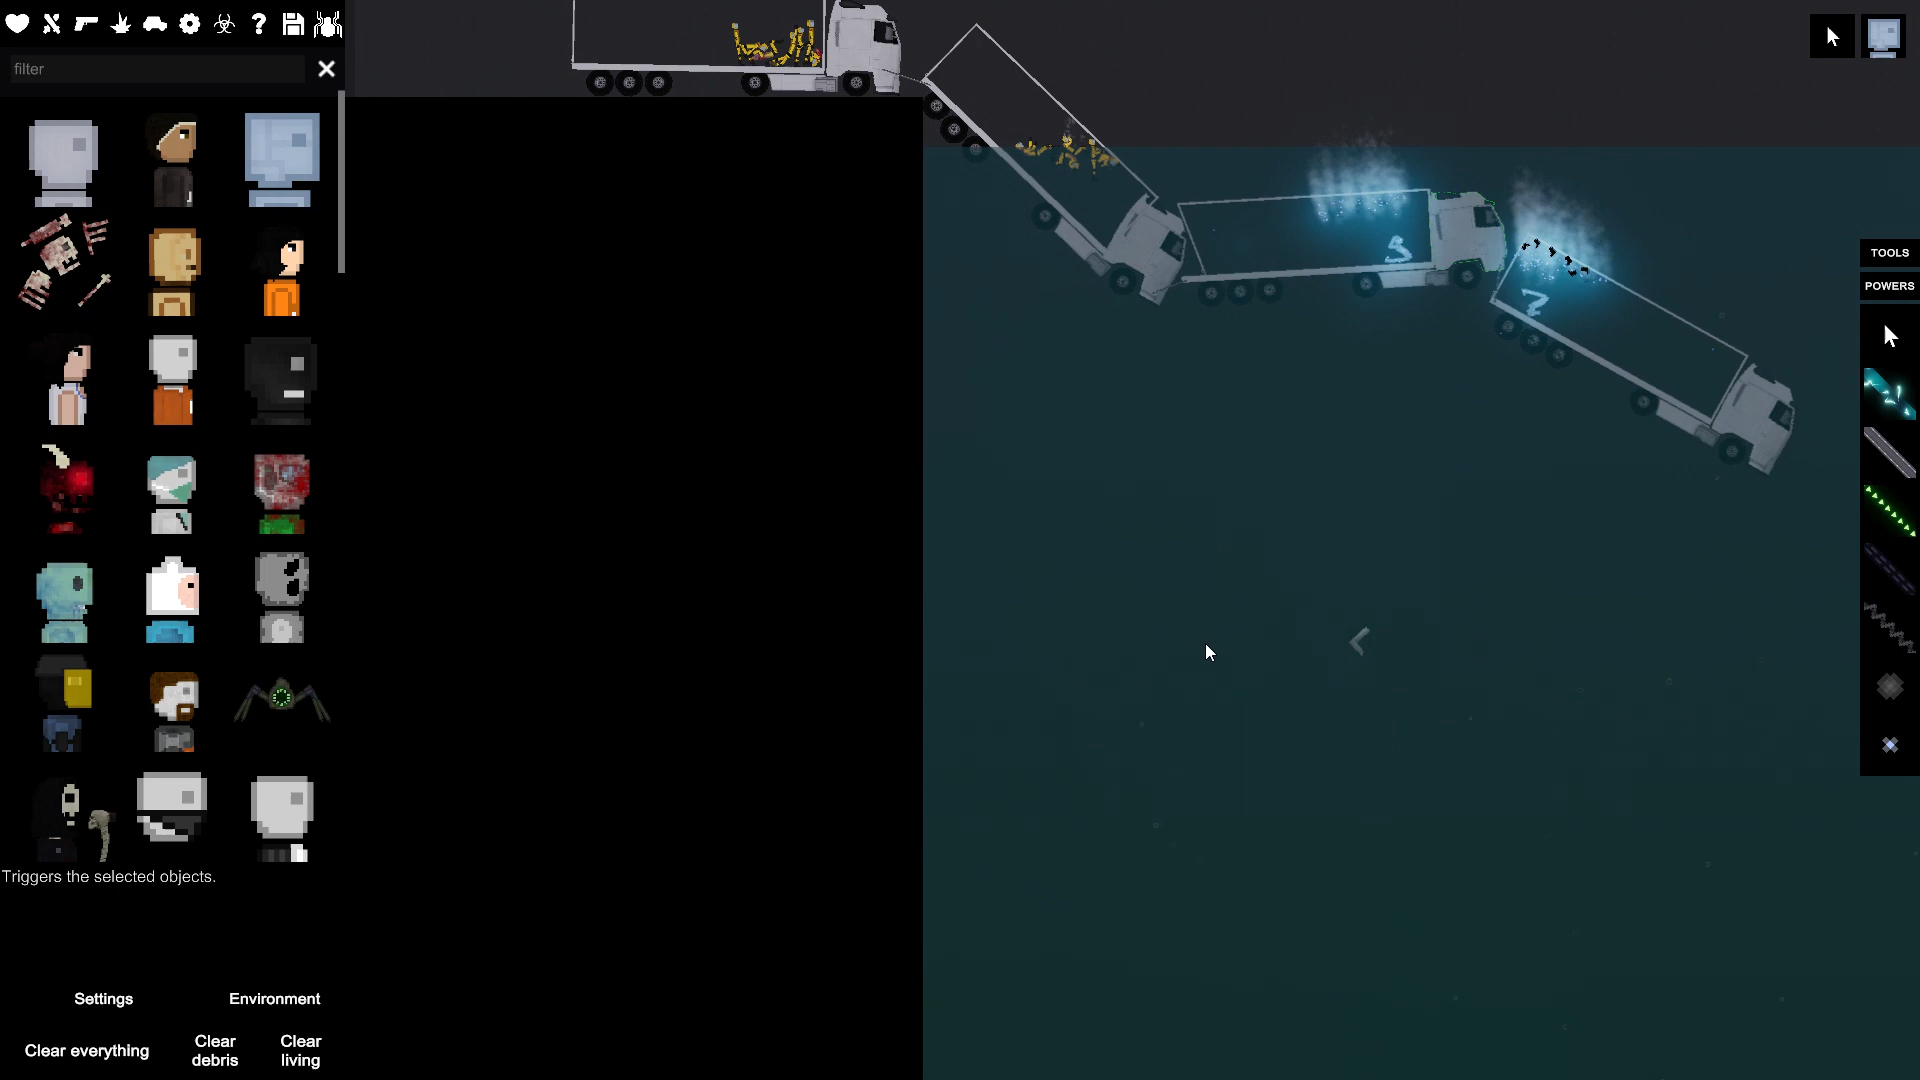 filter
TOOLS
POWERS
Triggers the selected objects.
Settings
Environment
Clear everything
Clear debris
Clear living